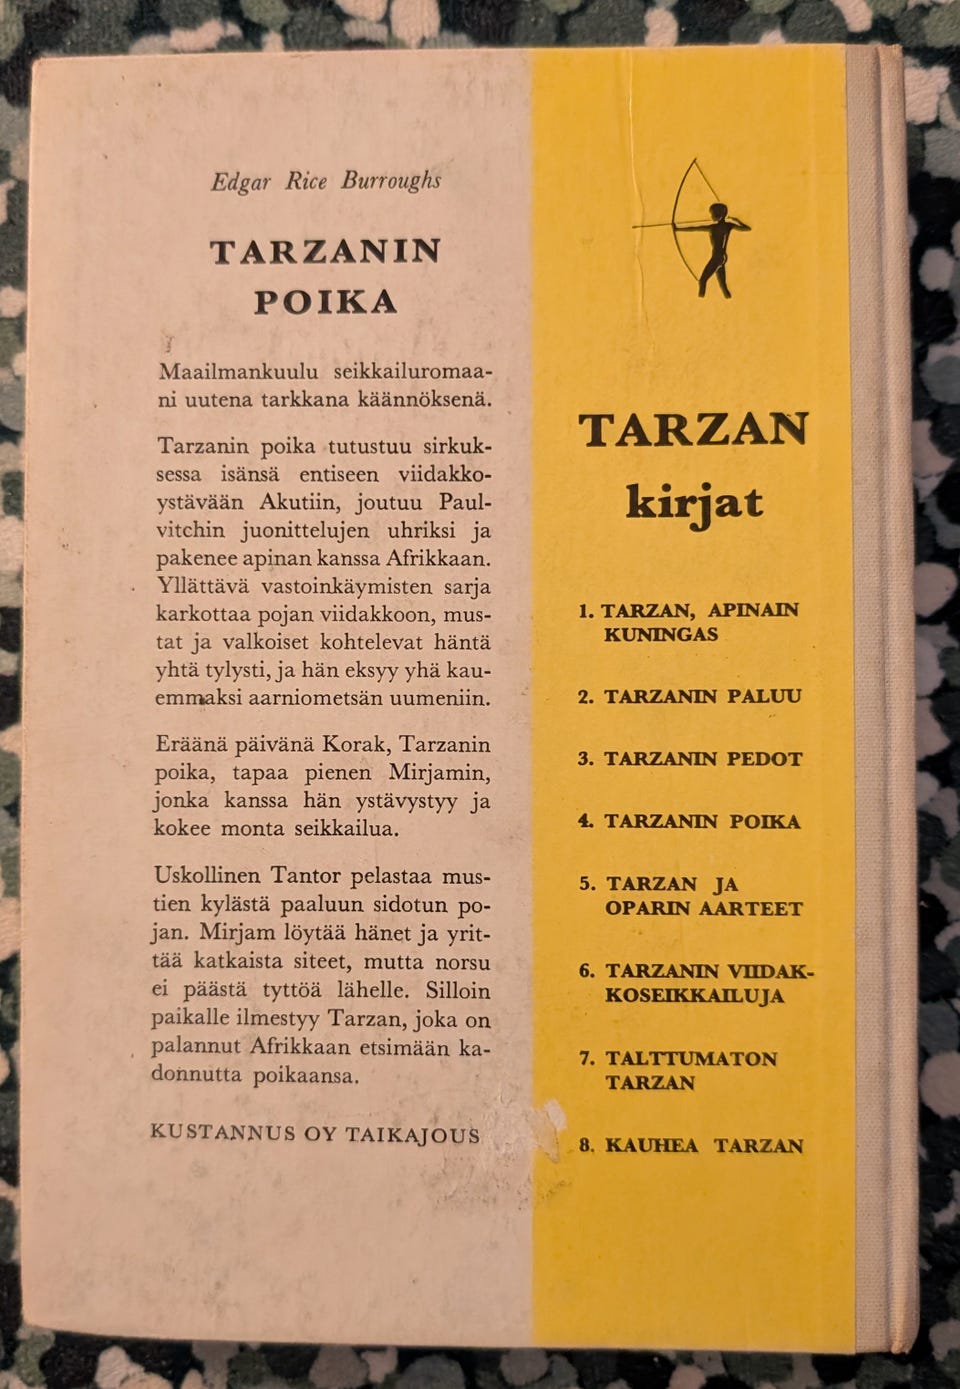 Edgar Rice Burroughs
TARZANIN
POIKA
Maailmankuulu seikkailuromaa-
ni uutena tarkkana käännöksenä.
Tarzanin poika tutustuu sirkuk-
sessa isänsä entiseen viidakko-
ystävään Akutiin, joutuu Paul-
vitchin juonittelujen uhriksi ja
pakenee apinan kanssa Afrikkaan.
Yllättävä vastoinkäymisten sarja
karkottaa pojan viidakkoon, mus-
tat ja valkoiset kohtelevat häntä
yhtä tylysti, ja hän eksyy yhä kau-
emmaksi aarniometsän uumeniin.
Eräänä päivänä Korak, Tarzanin
poika, tapaa pienen Mirjamin,
jonka kanssa hän ystävystyy ja
kokee monta seikkailua.
Uskollinen Tantor pelastaa mus-
tien kylästä paaluun sidotun po-
jan. Mirjam löytää hänet ja yrit-
tää katkaista siteet, mutta norsu
ei päästä tyttöä lähelle. Silloin
paikalle ilmestyy Tarzan, joka on
palannut Afrikkaan etsimään ka-
donnutta poikaansa.
KUSTANNUS OY TAIKAJOUS
TARZAN
kirjat
1. TARZAN, APINAIN
KUNINGAS
2. TARZANIN PALUU
3. TARZANIN PEDOT
4. TARZANIN POIKA
5. TARZAN JA
OPARIN AARTEET
6. TARZANIN VIIDAK-
KOSEIKKAILUJA
7. TALTTUMATON
TARZAN
8. KAUHEA TARZAN